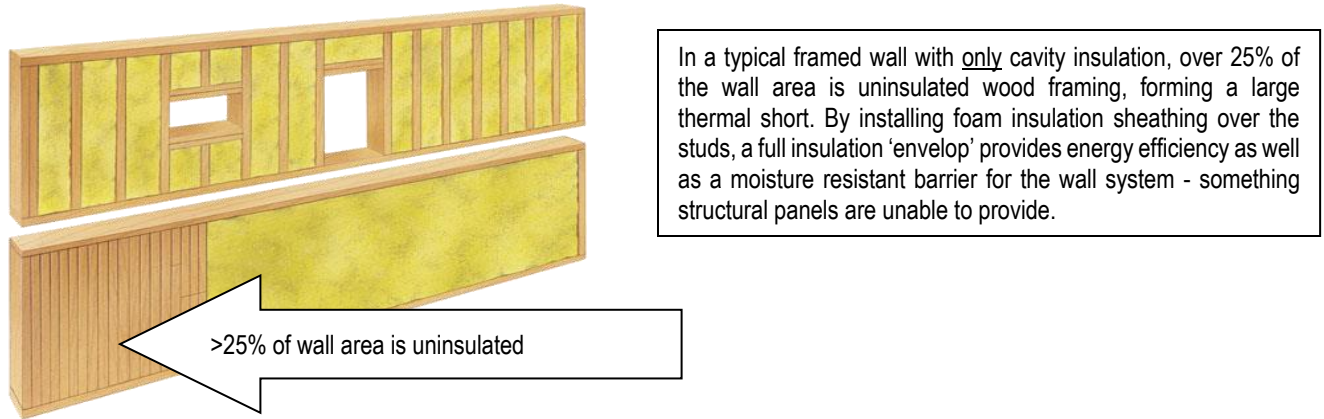 In a typical framed wall with only cavity insulation, over 25% of
the wall area is uninsulated wood framing, forming a large
thermal short. By installing foam insulation sheathing over the
studs, a full insulation ‘envelop’ provides energy efficiency as well
as a moisture resistant barrier for the wall system - something
structural panels are unable to provide.
>25% of wall area is uninsulated